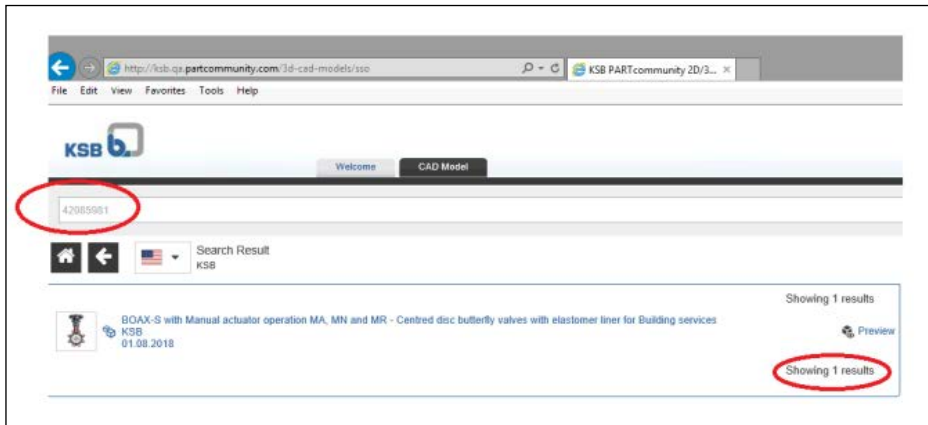 http://ksb.qa.partcommunity.com/3d-cad-models/sso
KSB PARTcommunity 2D/3...
File Edit View Favorites Tools Help
KSB b.
Welcome CAD Model
42085981
Search Result
KSB
Showing 1 results
BOAX-S with Manual actuator operation MA, MN and MR - Centred disc butterfly valves with elastomer liner for Building services
KSB
Preview
01.08.2018
Showing 1 results